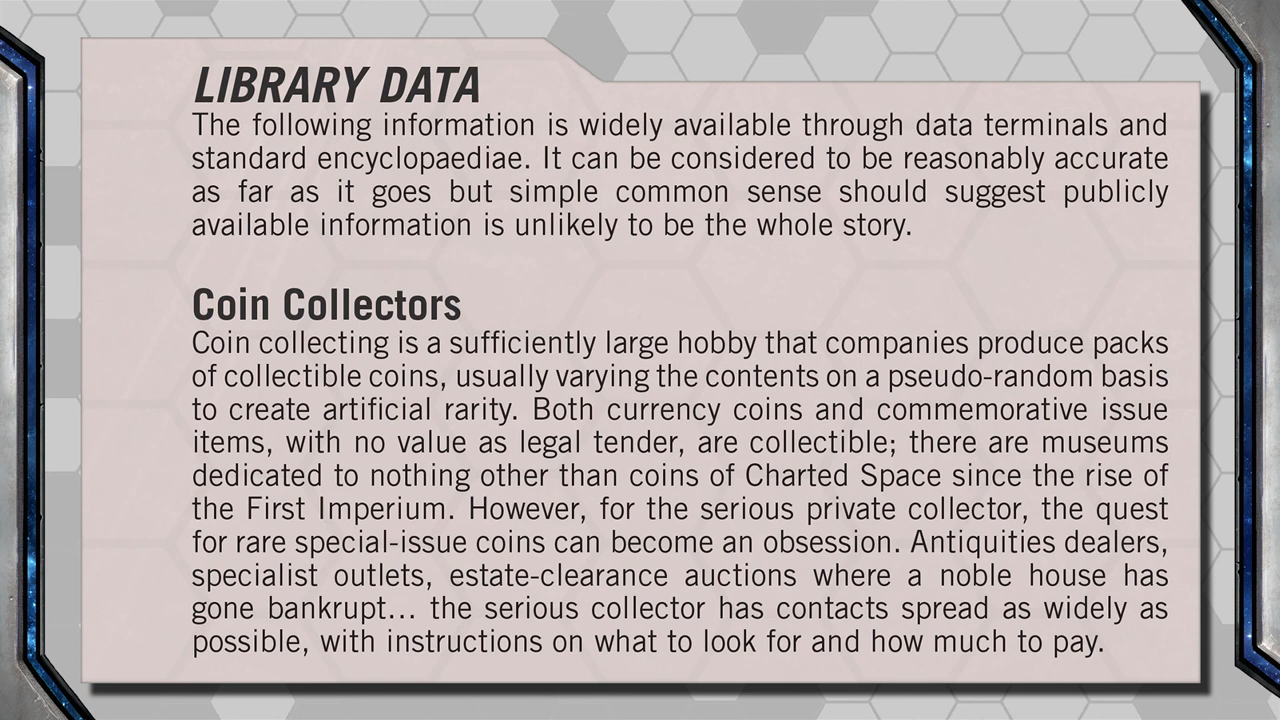 LIBRARY DATA
The following information is widely available through data terminals and
standard encyclopaediae. It can be considered to be reasonably accurate
as far as it goes but simple common sense should suggest publicly
available information is unlikely to be the whole story.
Coin Collectors
Coin collecting is a sufficiently large hobby that companies produce packs
of collectible coins, usually varying the contents on a pseudo-random basis
to create artificial rarity. Both currency coins and commemorative issue
items, with no value as legal tender, are collectible; there are museums
dedicated to nothing other than coins of Charted Space since the rise of
the First Imperium. However, for the serious private collector, the quest
for rare special-issue coins can become an obsession. Antiquities dealers,
specialist outlets, estate-clearance auctions where a noble house has
gone bankrupt… the serious collector has contacts spread as widely as
possible, with instructions on what to look for and how much to pay.